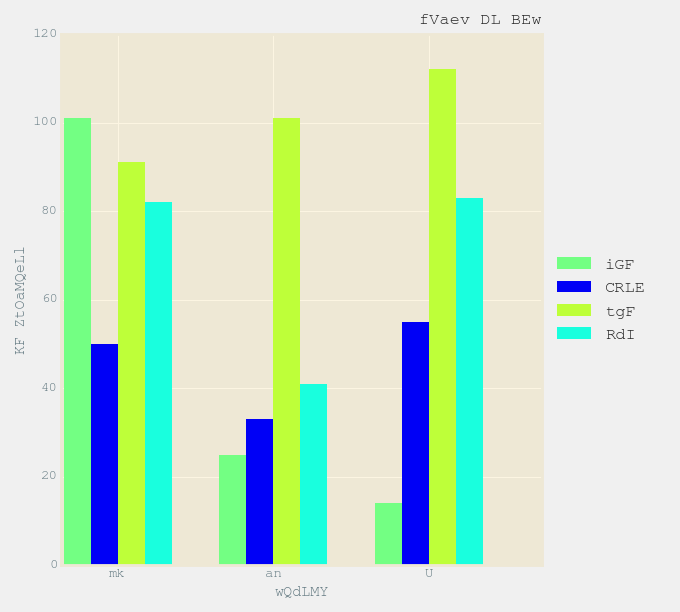 fVaev DL BEw
120
100
80
60
40
20
0
KF ZtOaMQeLl
mk an U
wQdLMY
iGF
CRLE
tgF
RdI